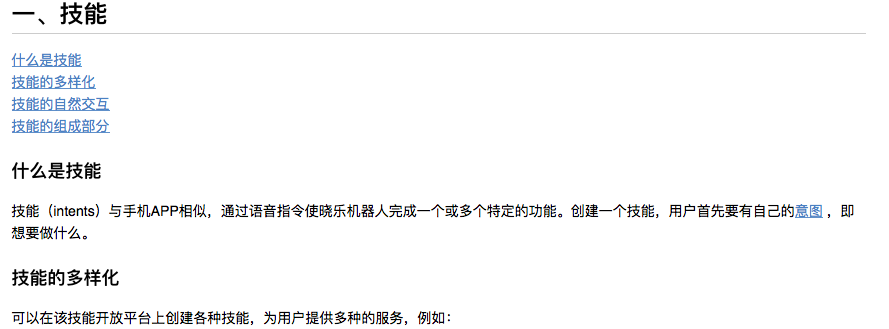 一、技能
什么是技能
技能的多样化
技能的自然交互
技能的组成部分
什么是技能
技能（intents）与手机APP相似，通过语音指令使晓乐机器人完成一个或多个特定的功能。创建一个技能，用户首先要有自己的意图 ，即
想要做什么。
技能的多样化
可以在该技能开放平台上创建各种技能，为用户提供多种的服务，例如：